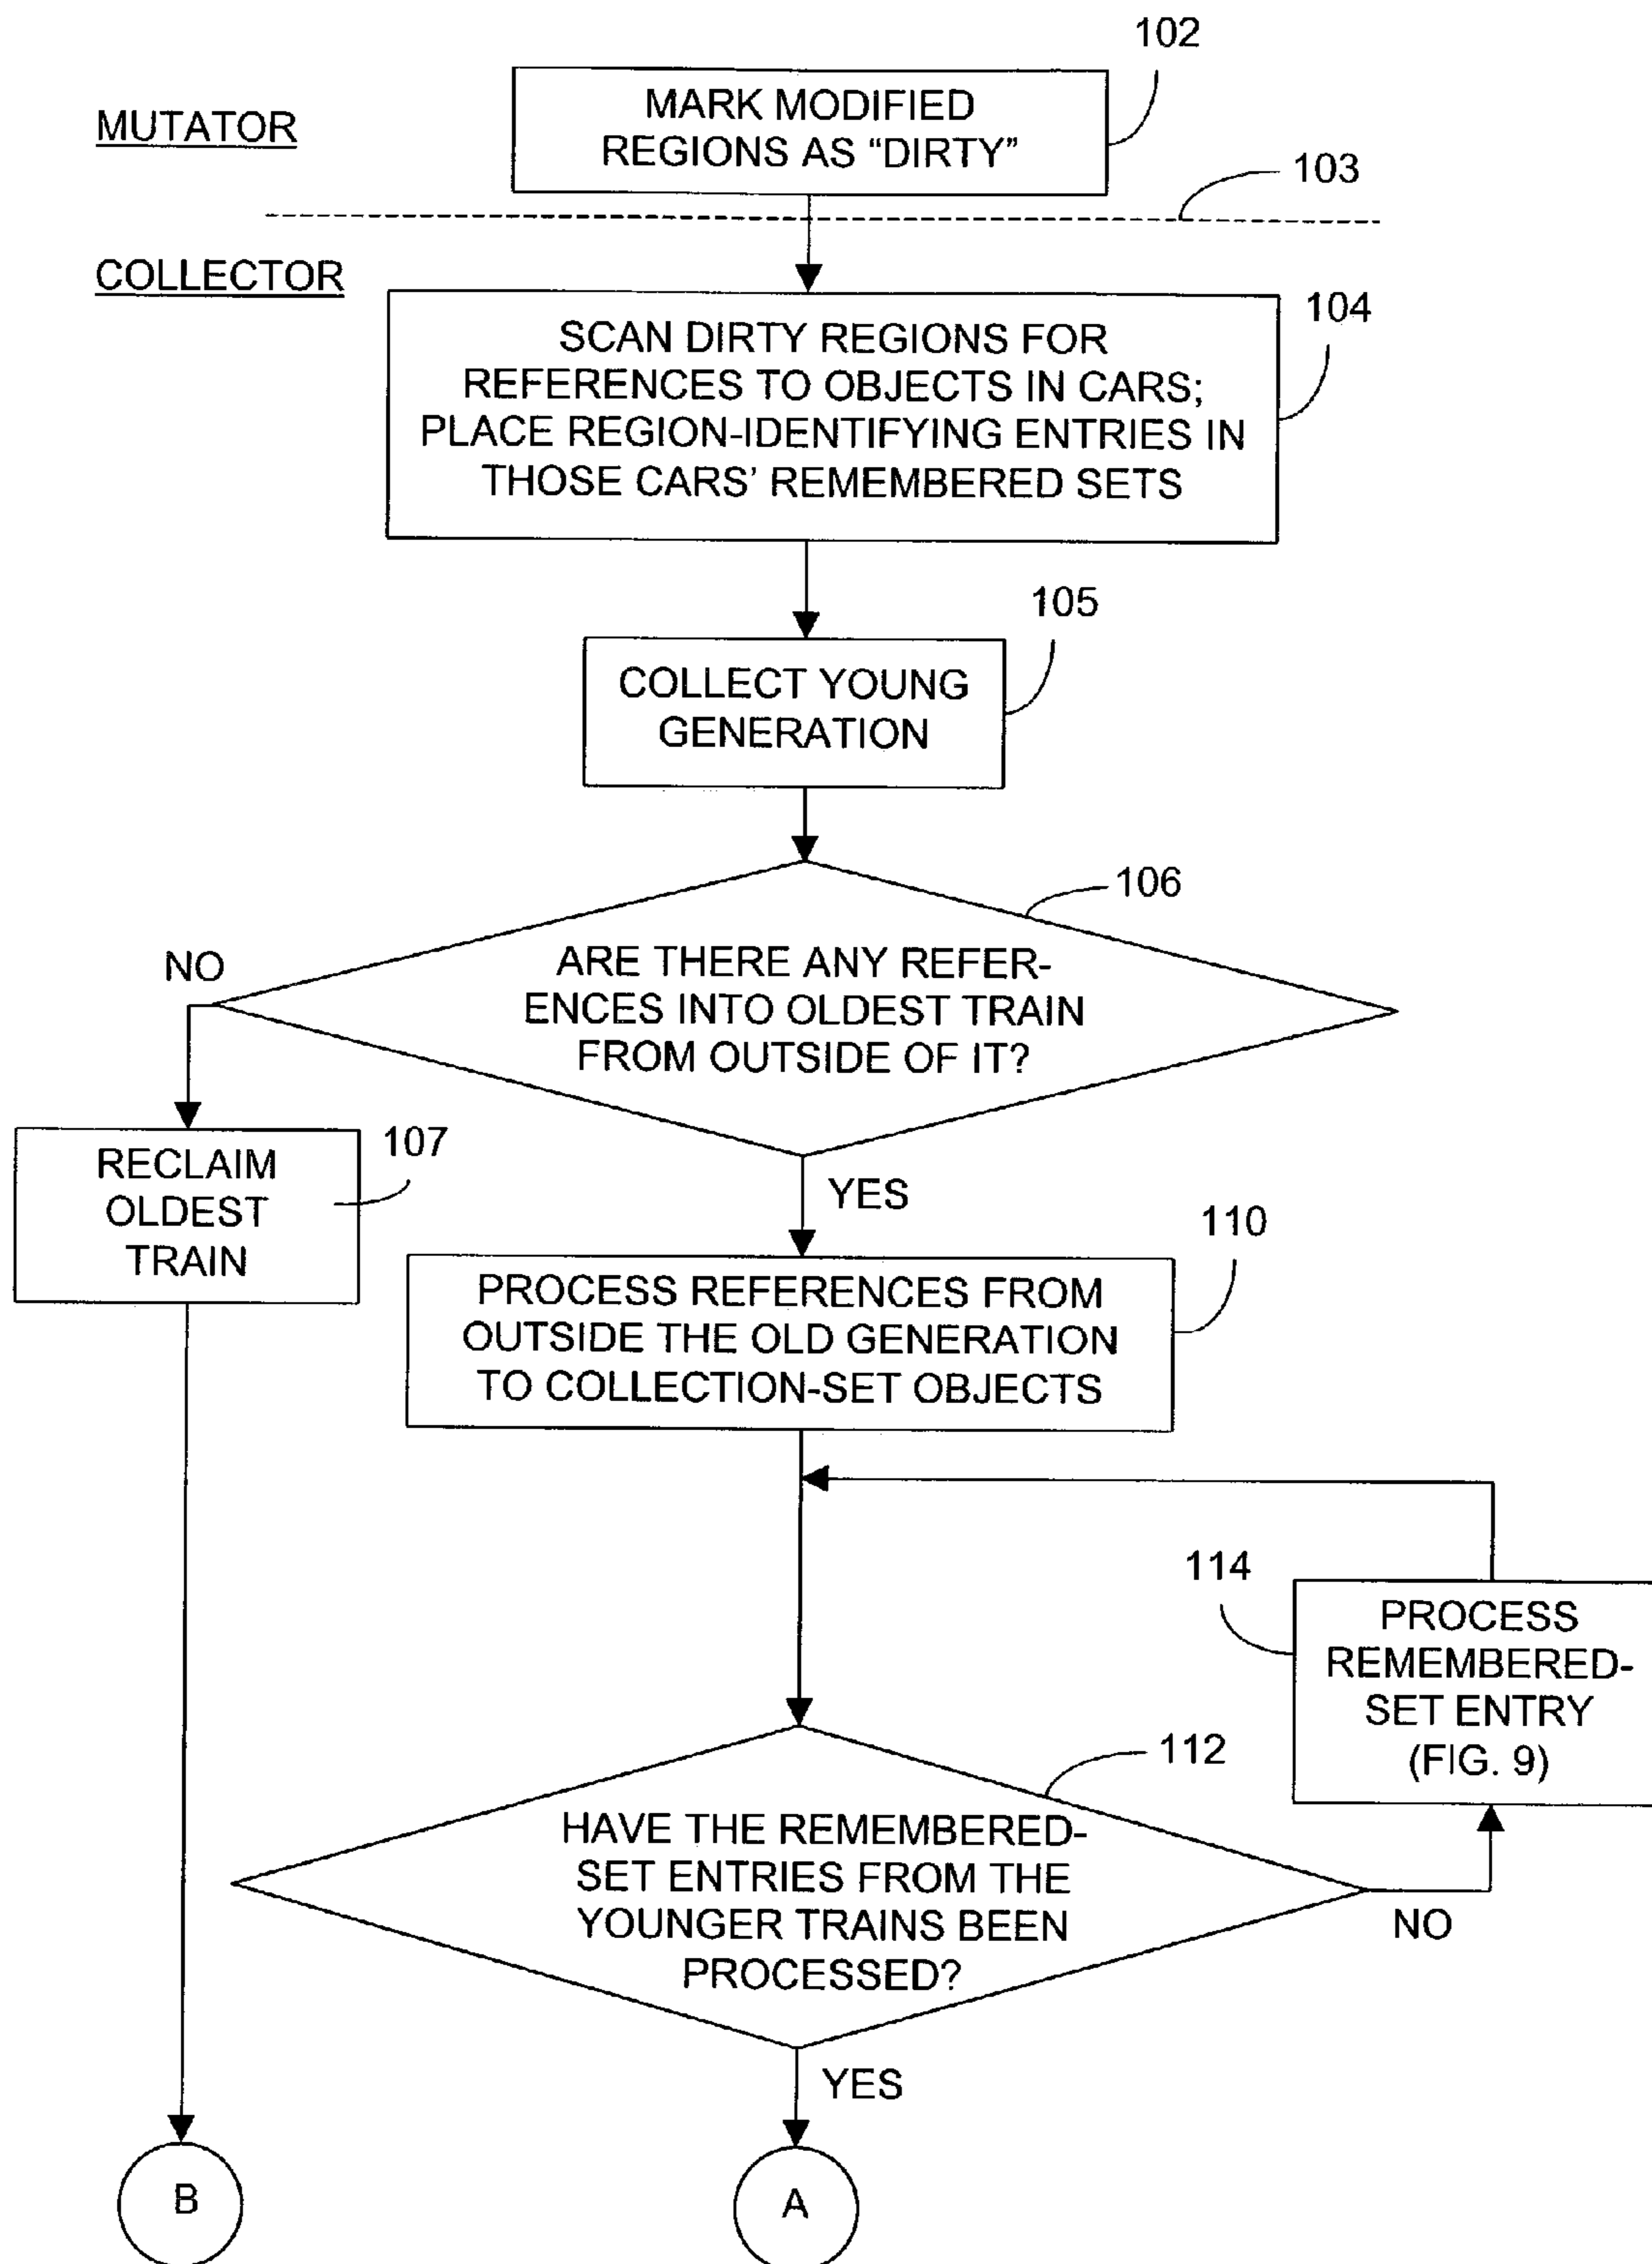 102
MUTATOR
MARK MODIFIED
REGIONS AS “DIRTY”
103
COLLECTOR
104
SCAN DIRTY REGIONS FOR
REFERENCES TO OBJECTS IN CARS;
PLACE REGION-IDENTIFYING ENTRIES IN
THOSE CARS’ REMEMBERED SETS
105
COLLECT YOUNG
GENERATION
106
NO
ARE THERE ANY REFER-
ENCES INTO OLDEST TRAIN
FROM OUTSIDE OF IT?
107
RECLAIM
OLDEST
TRAIN
YES
110
PROCESS REFERENCES FROM
OUTSIDE THE OLD GENERATION
TO COLLECTION-SET OBJECTS
114
PROCESS
REMEMBERED-
SET ENTRY
(FIG. 9)
112
HAVE THE REMEMBERED-
SET ENTRIES FROM THE
YOUNGER TRAINS BEEN
PROCESSED?
NO
YES
B
A